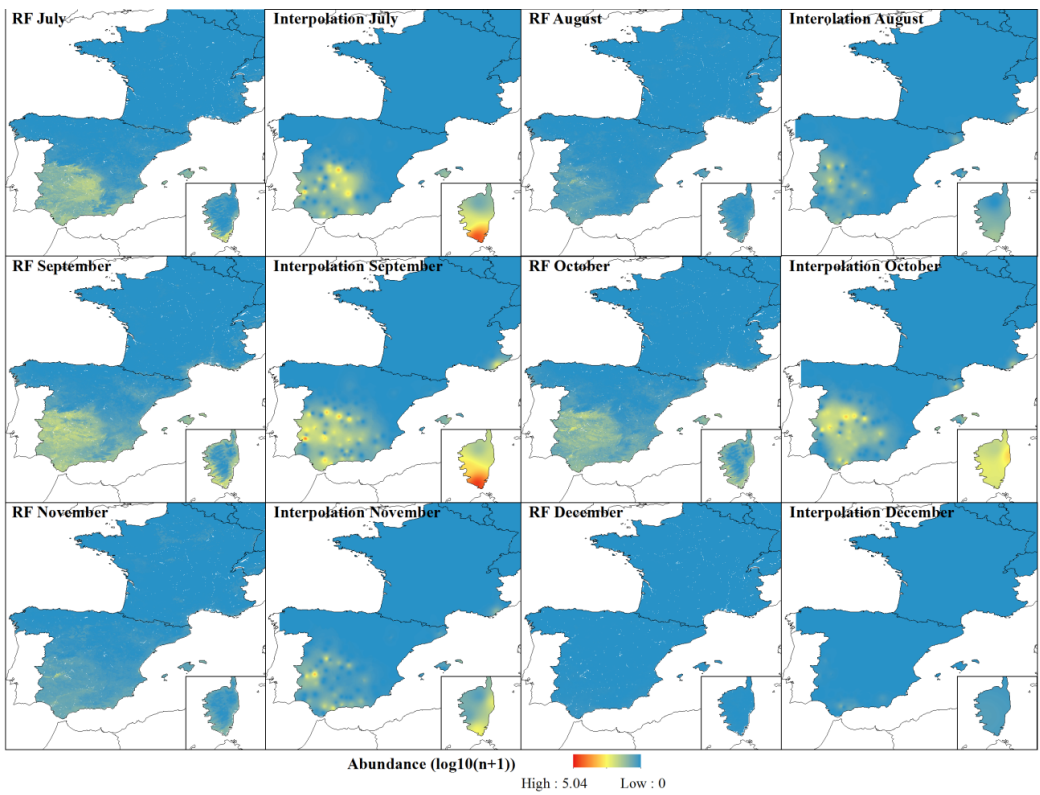 RF July
Interpolation July
RF August
Interolation August
RF September
Interpolation September
RF October
Interpolation October
RF November
Interpolation November
RF December
Interpolation December
Abundance (log10(n+1))
High : 5.04 Low : 0